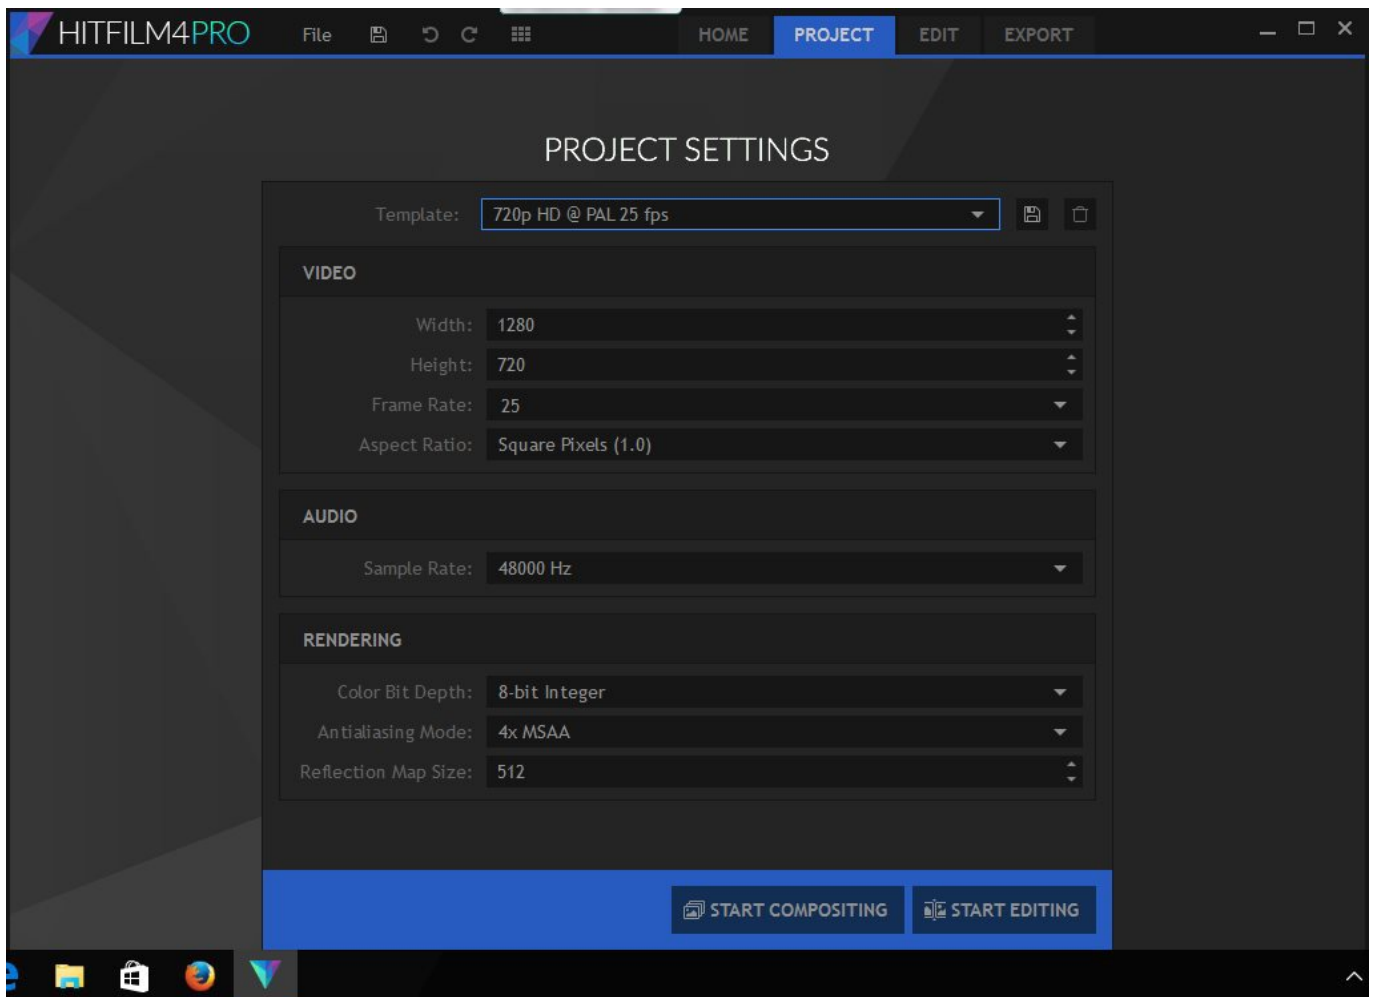 HITFILM4PRO File HOME PROJECT EDIT EXPORT
PROJECT SETTINGS
Template: 720p HD @ PAL 25 fps
VIDEO
Width: 1280
Height: 720
Frame Rate: 25
Aspect Ratio: Square Pixels (1.0)
AUDIO
Sample Rate: 48000 Hz
RENDERING
Color Bit Depth: 8-bit Integer
Antialiasing Mode: 4x MSAA
Reflection Map Size: 512
START COMPOSITING START EDITING